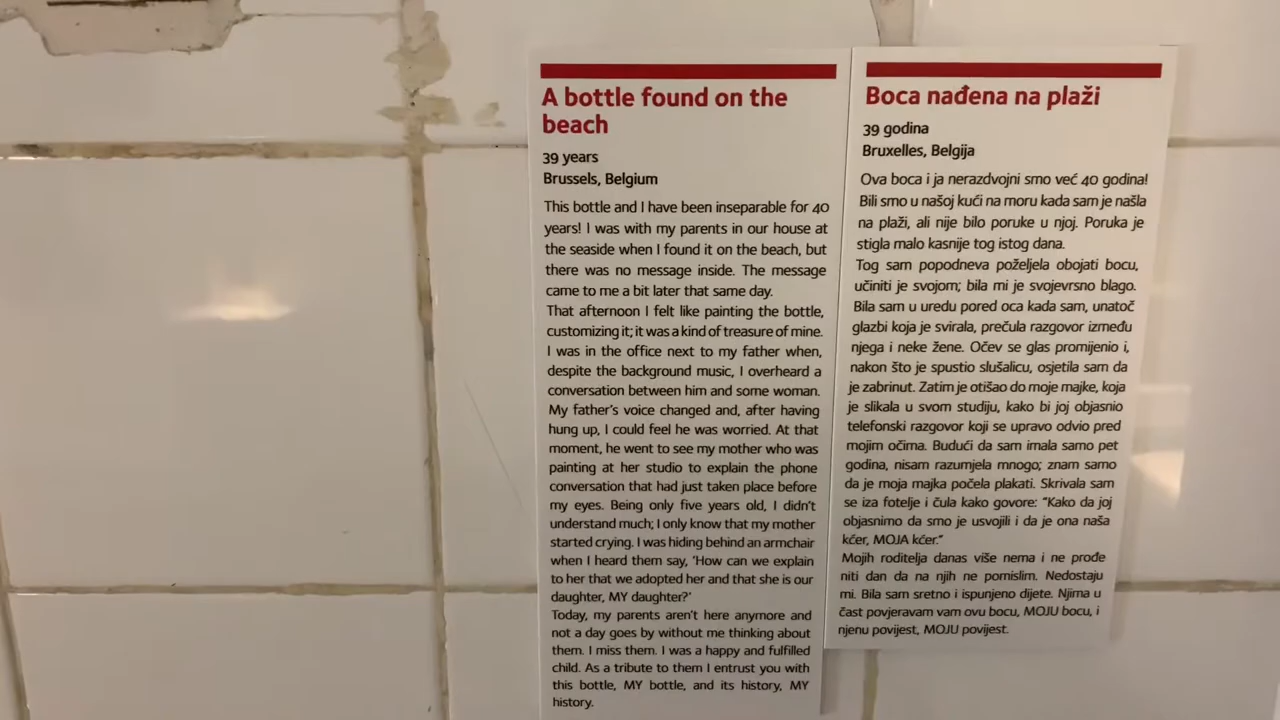 A bottle found on the
beach
39 years
Brussels, Belgium
This bottle and I have been inseparable for 40
years! I was with my parents in our house at
the seaside when I found it on the beach, but
there was no message inside. The message
came to me a bit later that same day.
That afternoon I felt like painting the bottle,
customizing it; it was a kind of treasure of mine.
I was in the office next to my father when,
despite the background music, I overheard a
conversation between him and some woman.
My father's voice changed and, after having
hung up, I could feel he was worried. At that
moment, he went to see my mother who was
painting at her studio to explain the phone
conversation that had just taken place before
my eyes. Being only five years old, I didn't
understand much; I only know that my mother
started crying. I was hiding behind an armchair
when I heard them say, 'How can we explain
to her that we adopted her and that she is our
daughter, MY daughter?'
Today, my parents aren't here anymore and
not a day goes by without me thinking about
them. I miss them. I was a happy and fulfilled
child. As a tribute to them I entrust you with
this bottle, MY bottle, and its history, MY
history.
Boca nađena na plaži
39 godina
Bruxelles, Belgija
Ova boca i ja nerazdvojni smo već 40 godina!
Bili smo u našoj kući na moru kada sam je našla
na plaži, ali nije bilo poruke u njoj. Poruka je
stigla malo kasnije tog istog dana.
Tog sam popodneva poželjela obojati bocu,
učiniti je svojom; bila mi je svojevrsno blago.
Bila sam u uredu pored oca kada sam, unatoč
glazbi koja je svirala, prečula razgovor između
njega i neke žene. Očev se glas promijenio i,
nakon što je spustio slušalicu, osjetila sam da
je zabrinut. Zatim je otišao do moje majke, koja
je slikala u svom studiju, kako bi joj objasnio
telefonski razgovor koji se upravo odvio pred
mojim očima. Budući da sam imala samo pet
godina, nisam razumjela mnogo; znam samo
da je moja majka počela plakati. Skrivala sam
se iza fotelje i čula kako govore: "Kako da joj
objasnimo da smo je usvojili i da je ona naša
kćer, MOJA kćer."
Mojih roditelja danas više nema i ne prođe
niti dan da na njih ne pomislim. Nedostaju
mi. Bila sam sretno i ispunjeno dijete. Njima u
čast povjeravam vam ovu bocu, MOJU bocu, i
njenu povijest, MOJU povijest.